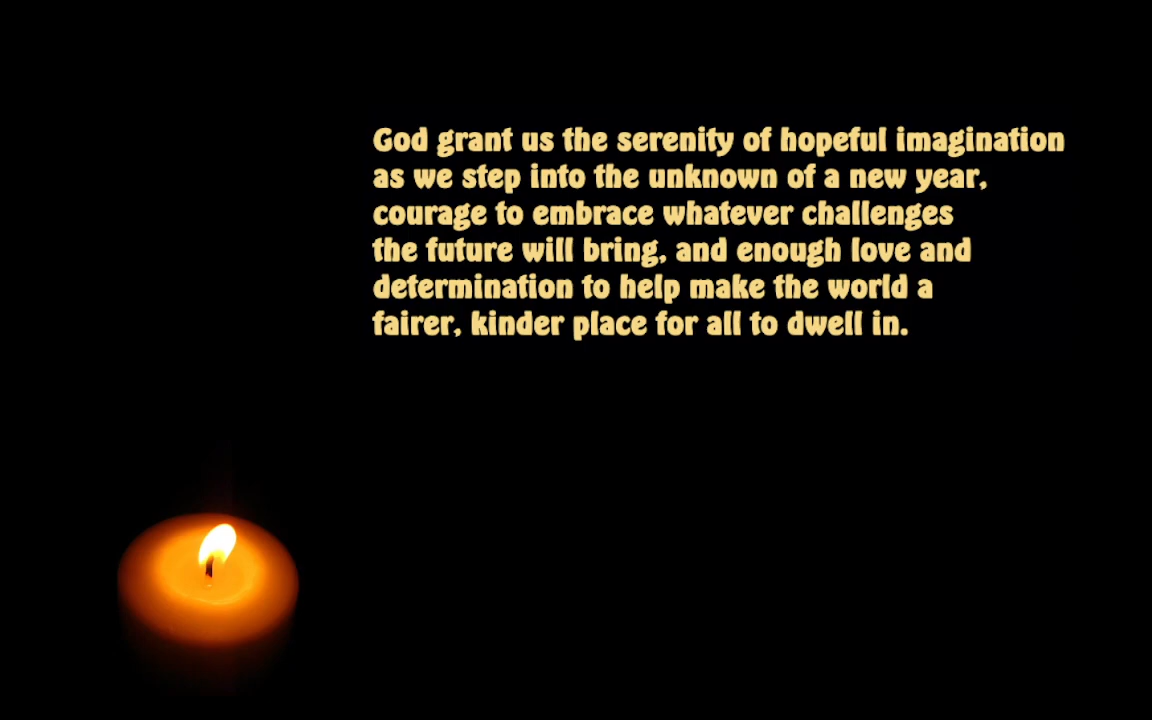 God grant us the serenity of hopeful imagination
as we step into the unknown of a new year,
courage to embrace whatever challenges
the future will bring, and enough love and
determination to help make the world a
fairer, kinder place for all to dwell in.